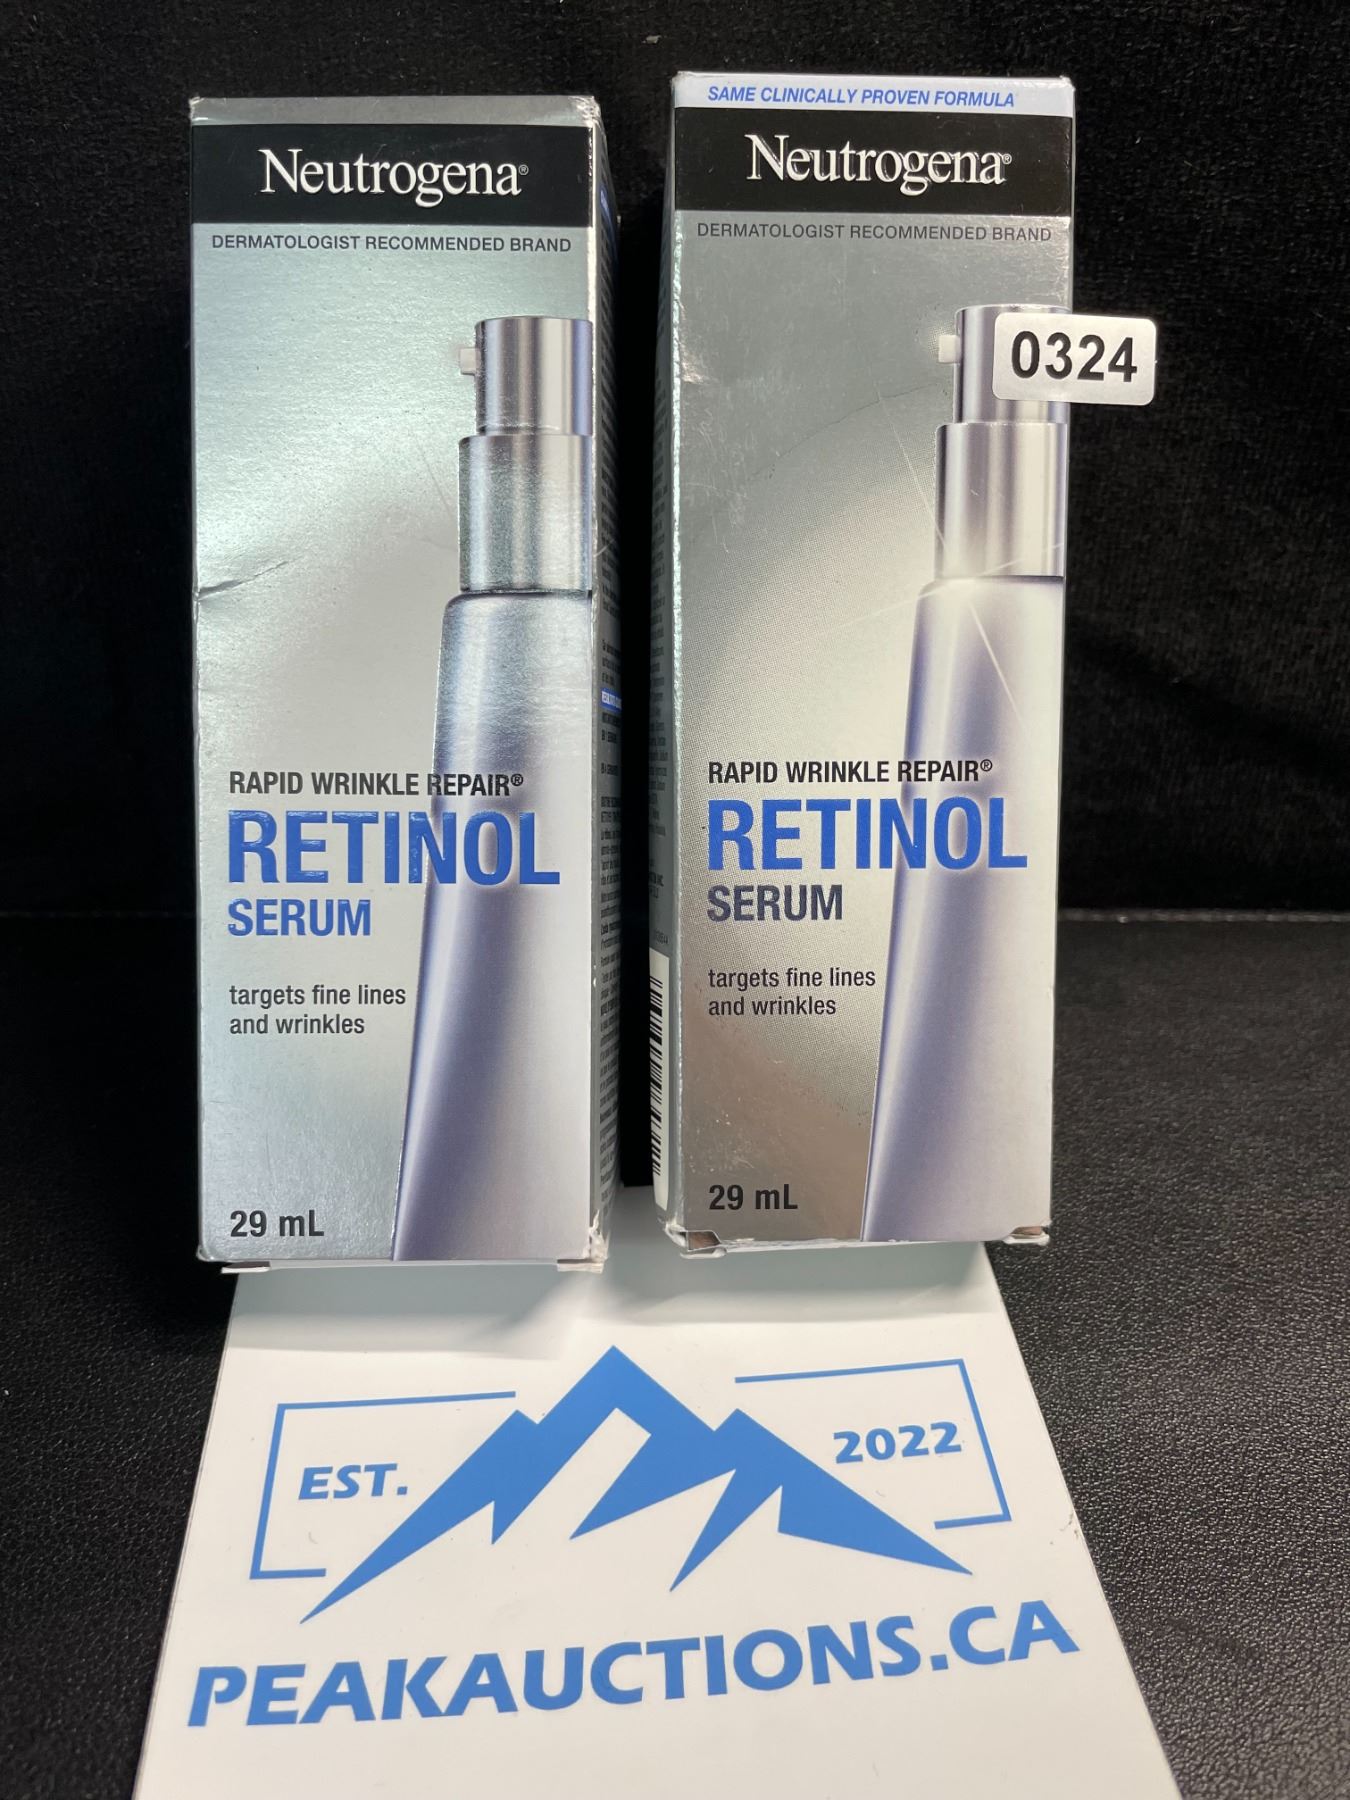 Neutrogena®
DERMATOLOGIST RECOMMENDED BRAND
RAPID WRINKLE REPAIR®
RETINOL
SERUM
targets fine lines
and wrinkles
29 mL
SAME CLINICALLY PROVEN FORMULA
Neutrogena®
DERMATOLOGIST RECOMMENDED BRAND
0324
RAPID WRINKLE REPAIR®
RETINOL
SERUM
targets fine lines
and wrinkles
29 mL
EST. 2022
PEAKAUCTIONS.CA